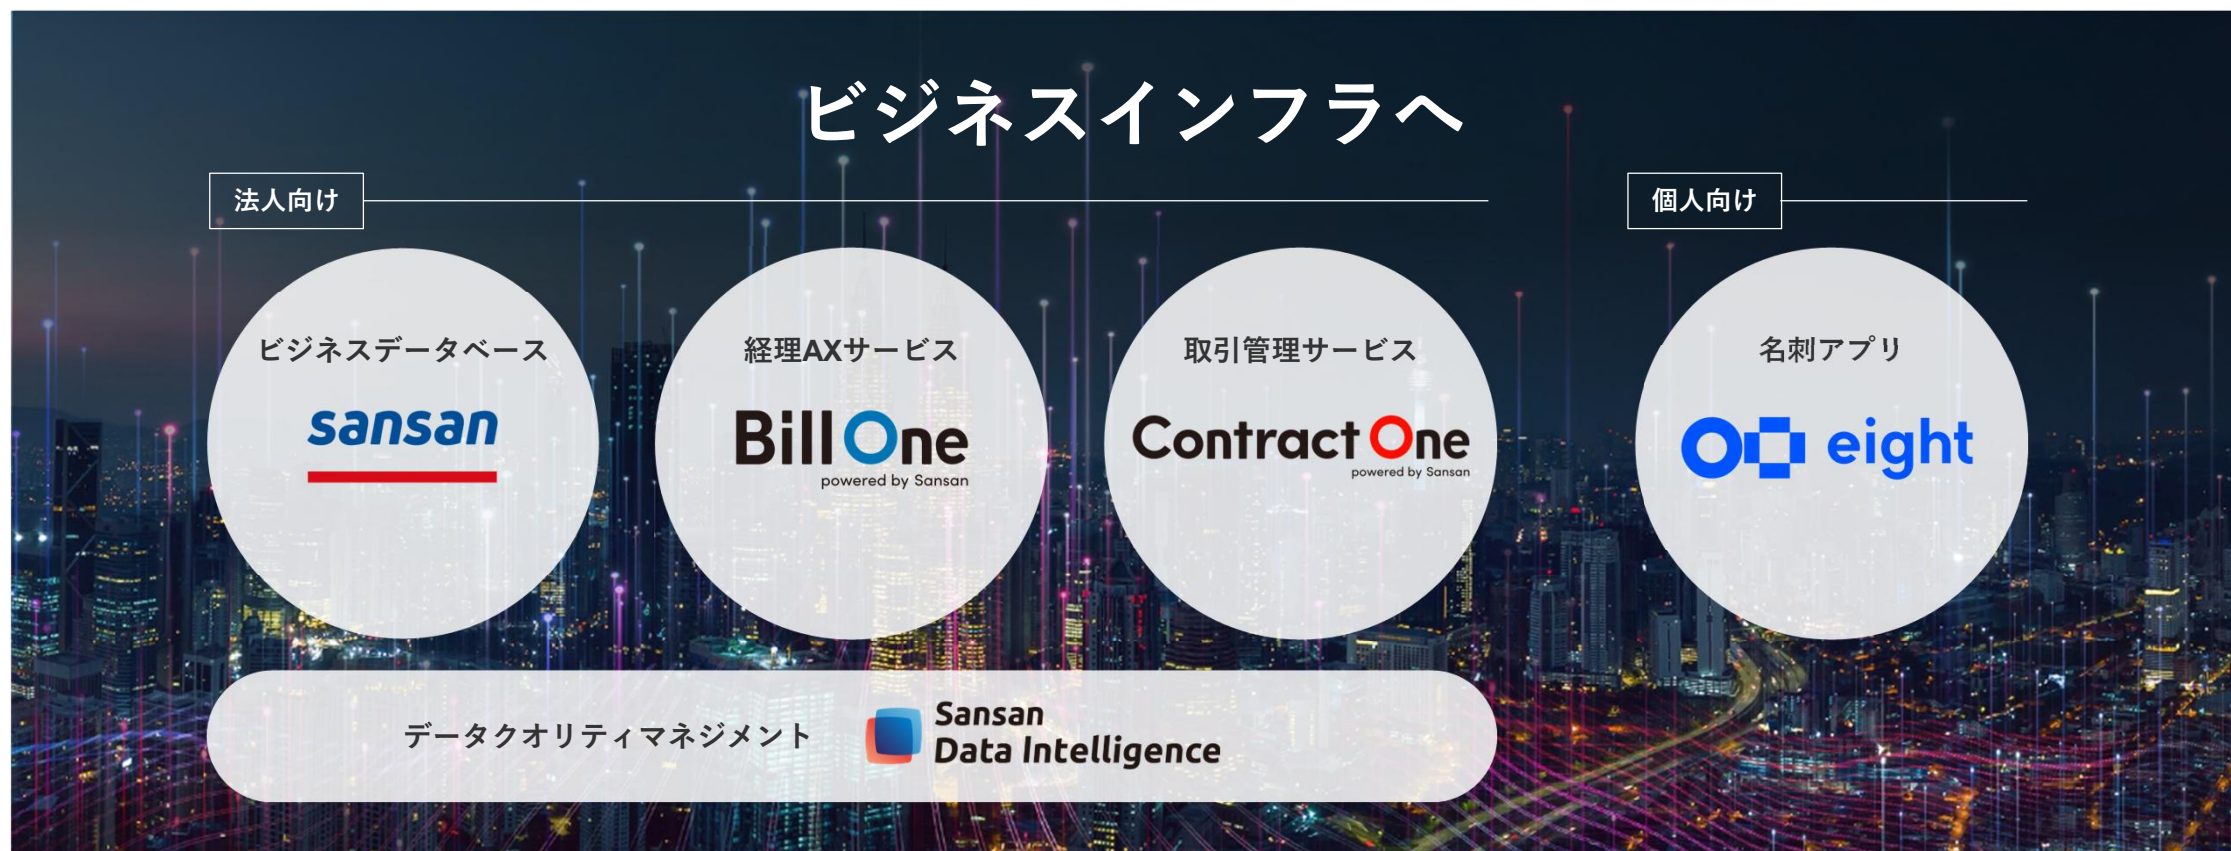 ビジネスインフラへ
法人向け
個人向け
ビジネスデータベース
sansan
経理AXサービス
Bill One
powered by Sansan
取引管理サービス
Contract One
powered by Sansan
名刺アプリ
eight
データクオリティマネジメント
Sansan
Data Intelligence